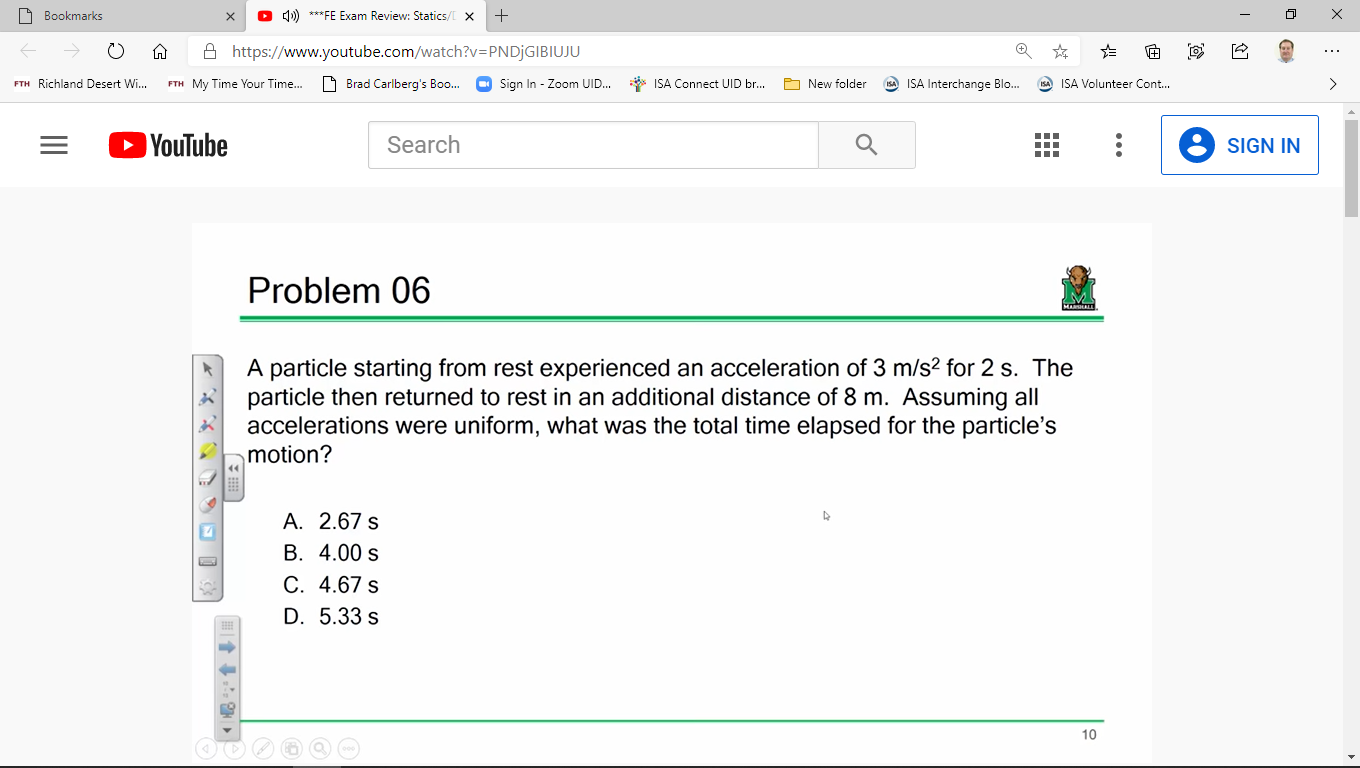 Bookmarks
***FE Exam Review: Statics/
https://www.youtube.com/watch?v=PNDjGIBIUJU
FTH Richland Desert Wi...
FTH My Time Your Time...
Brad Carlberg's Boo...
Sign In - Zoom UID...
ISA Connect UID br...
New folder
ISA Interchange Blo...
ISA Volunteer Cont...
YouTube
Search
SIGN IN
Problem 06
M
MARSHALL
A particle starting from rest experienced an acceleration of 3 m/s² for 2 s. The
particle then returned to rest in an additional distance of 8 m. Assuming all
accelerations were uniform, what was the total time elapsed for the particle's
motion?
A. 2.67 s
B. 4.00 s
C. 4.67 s
D. 5.33 s
10